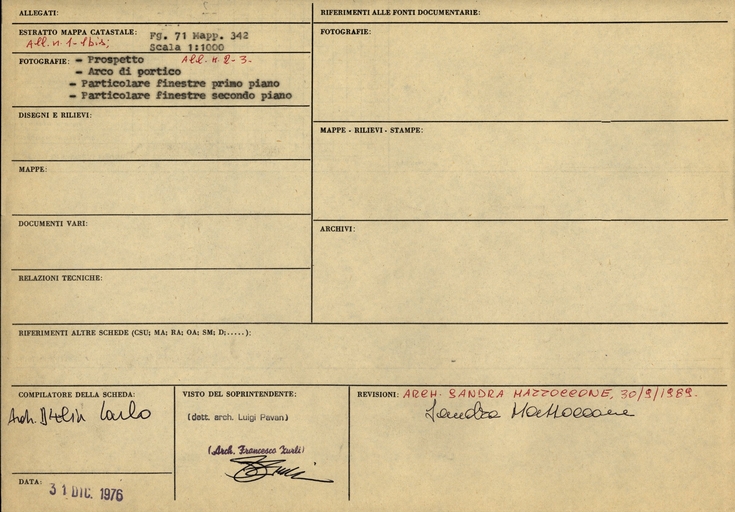 ALLEGATI:
ESTRATTO MAPPA CATASTALE: Fg. 71 Mapp. 342
All. n. 1-1bis; Scala 1:1000
FOTOGRAFIE: - Prospetto All. n. 2-3-
- Arco di portico
- Particolare finestre primo piano
- Particolare finestre secondo piano
DISEGNI E RILIEVI:
MAPPE:
DOCUMENTI VARI:
RELAZIONI TECNICHE:
RIFERIMENTI ALLE FONTI DOCUMENTARIE:
FOTOGRAFIE:
MAPPE - RILIEVI - STAMPE:
ARCHIVI:
RIFERIMENTI ALTRE SCHEDE (CSU; MA; RA; OA; SM; D;.....):
COMPILATORE DELLA SCHEDA:
Arch. Carlo
DATA: 31 DIC. 1976
VISTO DEL SOPRINTENDENTE:
(dott. arch. Luigi Pavan)
(Arch. Francesco Zurli)
REVISIONI: ARCH. SANDRA MAZZOCCONE, 30/9/1989.
Sandra Mazzoccone